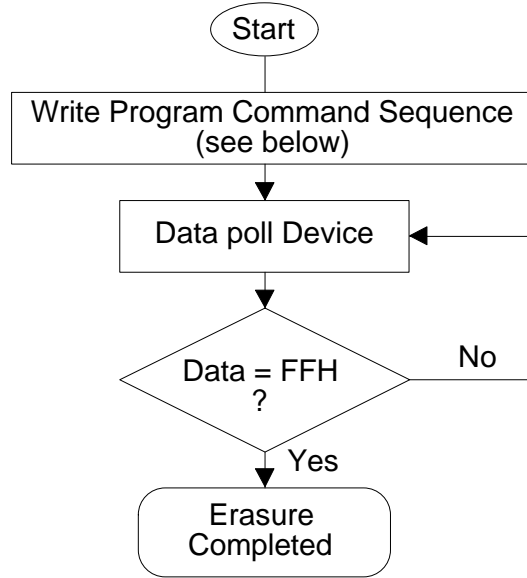 Start
Write Program Command Sequence
(see below)
Data poll Device
Data = FFH
?
No
Yes
Erasure
Completed